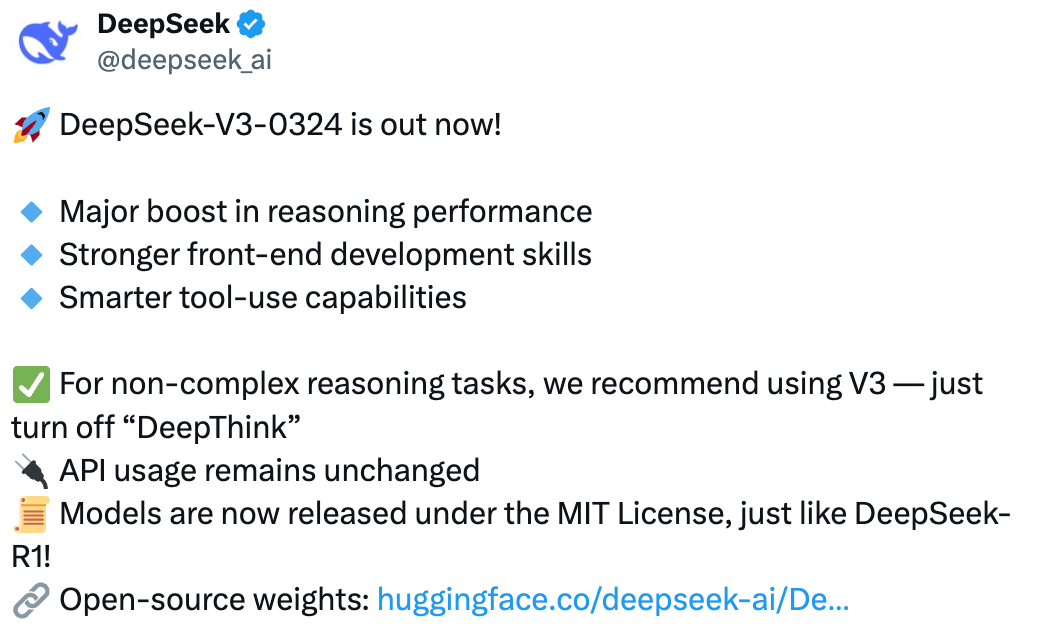 DeepSeek
@deepseek_ai
🚀 DeepSeek-V3-0324 is out now!
🔹 Major boost in reasoning performance
🔹 Stronger front-end development skills
🔹 Smarter tool-use capabilities
✅ For non-complex reasoning tasks, we recommend using V3 — just
turn off “DeepThink”
🔌 API usage remains unchanged
📜 Models are now released under the MIT License, just like DeepSeek-
R1!
🔗 Open-source weights: huggingface.co/deepseek-ai/De…